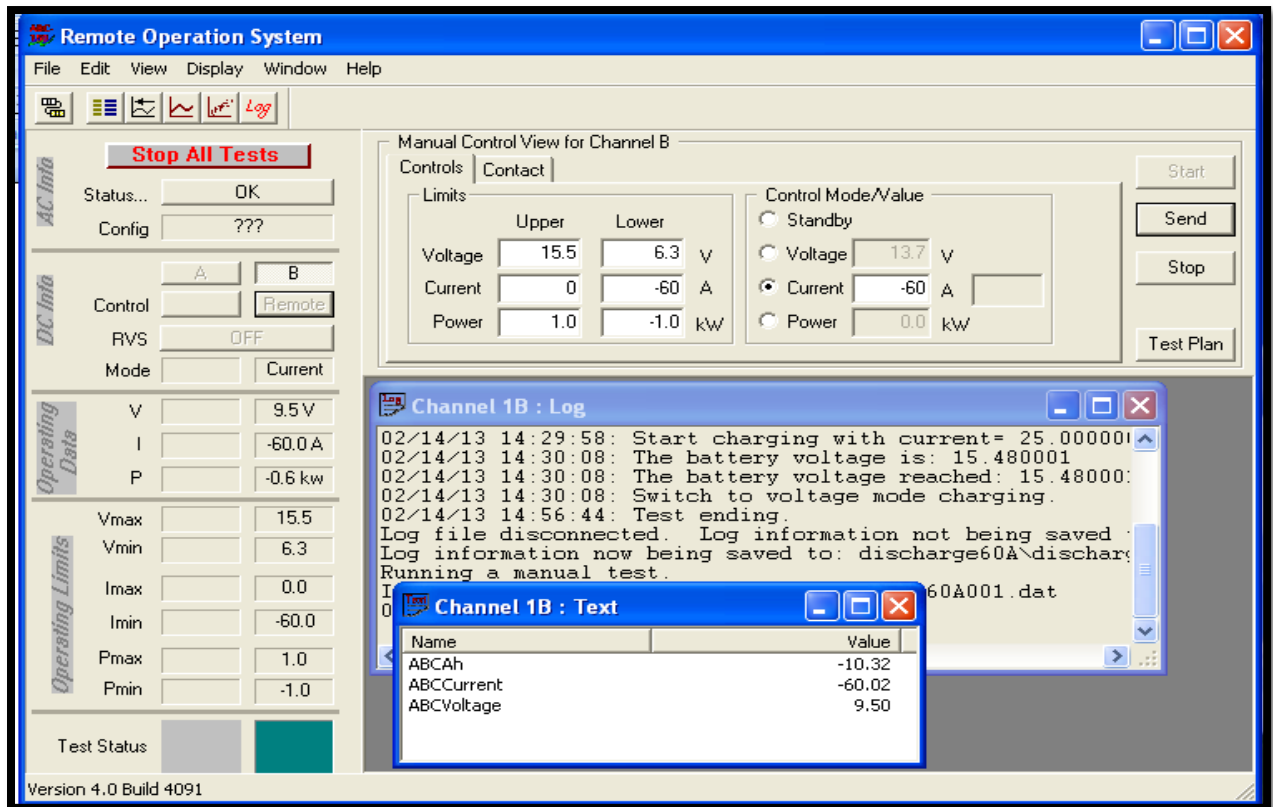 Remote Operation System
File Edit View Display Window Help
Log
Stop All Tests
AC Info
Status... OK
Config ???
DC Info
A B
Control Remote
RVS OFF
Mode Current
Operating Data
V 9.5 V
I -60.0 A
P -0.6 kw
Operating Limits
Vmax 15.5
Vmin 6.3
Imax 0.0
Imin -60.0
Pmax 1.0
Pmin -1.0
Test Status
Manual Control View for Channel B
Controls Contact
Limits
Upper Lower
Voltage 15.5 6.3 V
Current 0 -60 A
Power 1.0 -1.0 kW
Control Mode/Value
Standby
Voltage 13.7 V
Current -60 A
Power 0.0 kW
Start
Send
Stop
Test Plan
Channel 1B : Log
02/14/13 14:29:58: Start charging with current= 25.00000
02/14/13 14:30:08: The battery voltage is: 15.480001
02/14/13 14:30:08: The battery voltage reached: 15.48000
02/14/13 14:30:08: Switch to voltage mode charging.
02/14/13 14:56:44: Test ending.
Log file disconnected. Log information not being saved
Log information now being saved to: discharge60A\dischar
Running a manual test.
60A001.dat
Channel 1B : Text
Name Value
ABCAh -10.32
ABCCurrent -60.02
ABCVoltage 9.50
Version 4.0 Build 4091